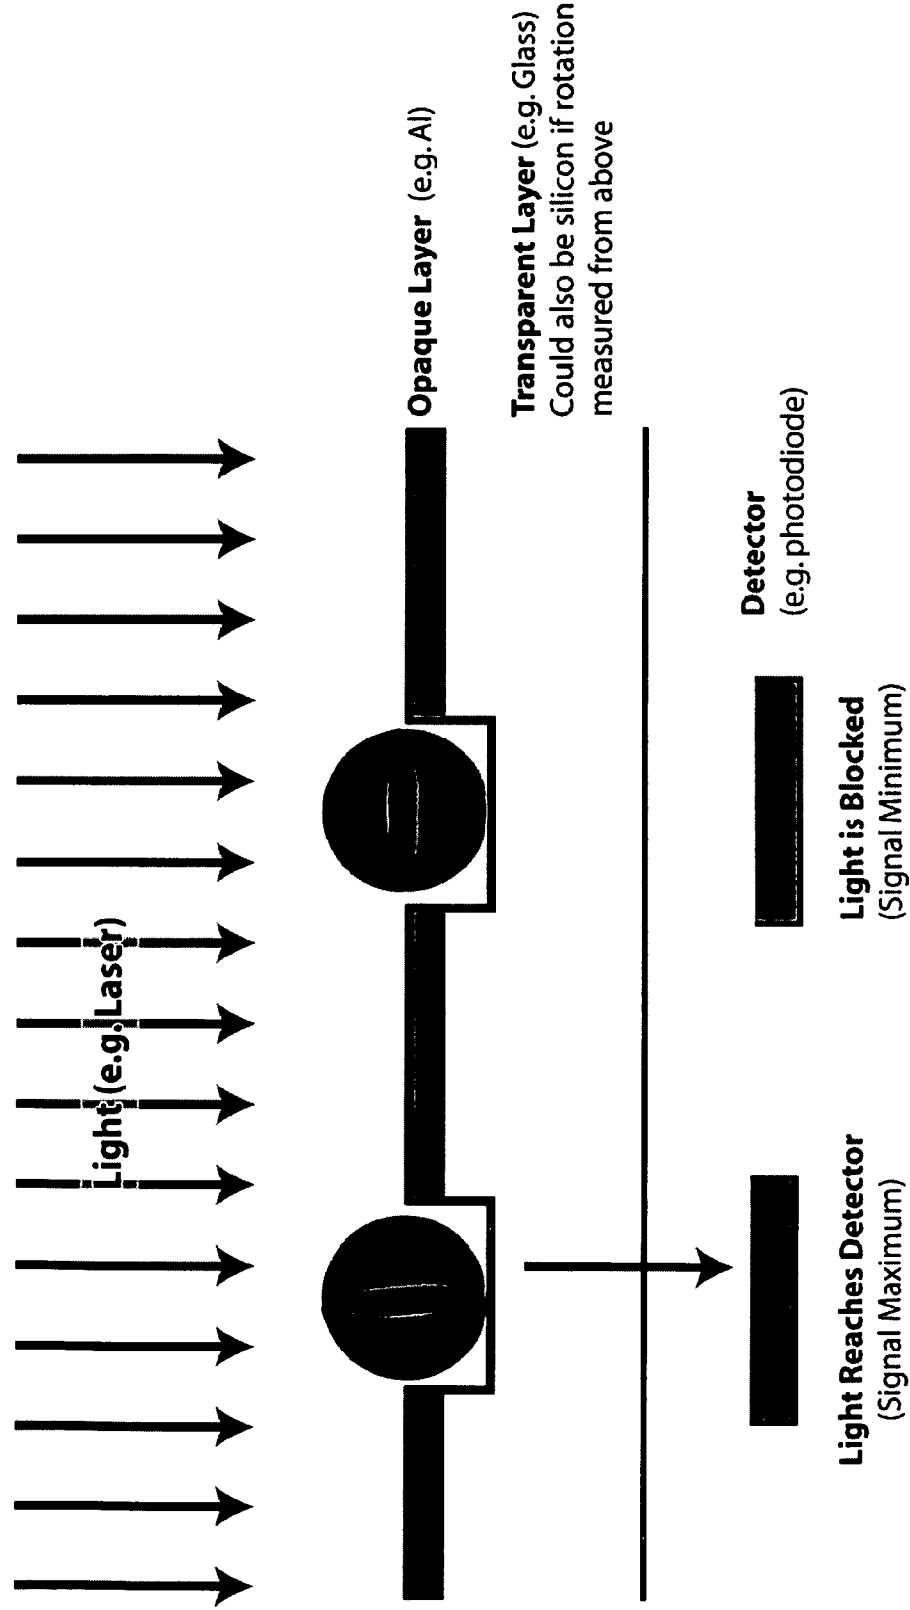 Light (e.g. Laser)
Opaque Layer (e.g. Al)
Transparent Layer (e.g. Glass)
Could also be silicon if rotation
measured from above
Detector
(e.g. photodiode)
Light Reaches Detector
(Signal Maximum)
Light is Blocked
(Signal Minimum)